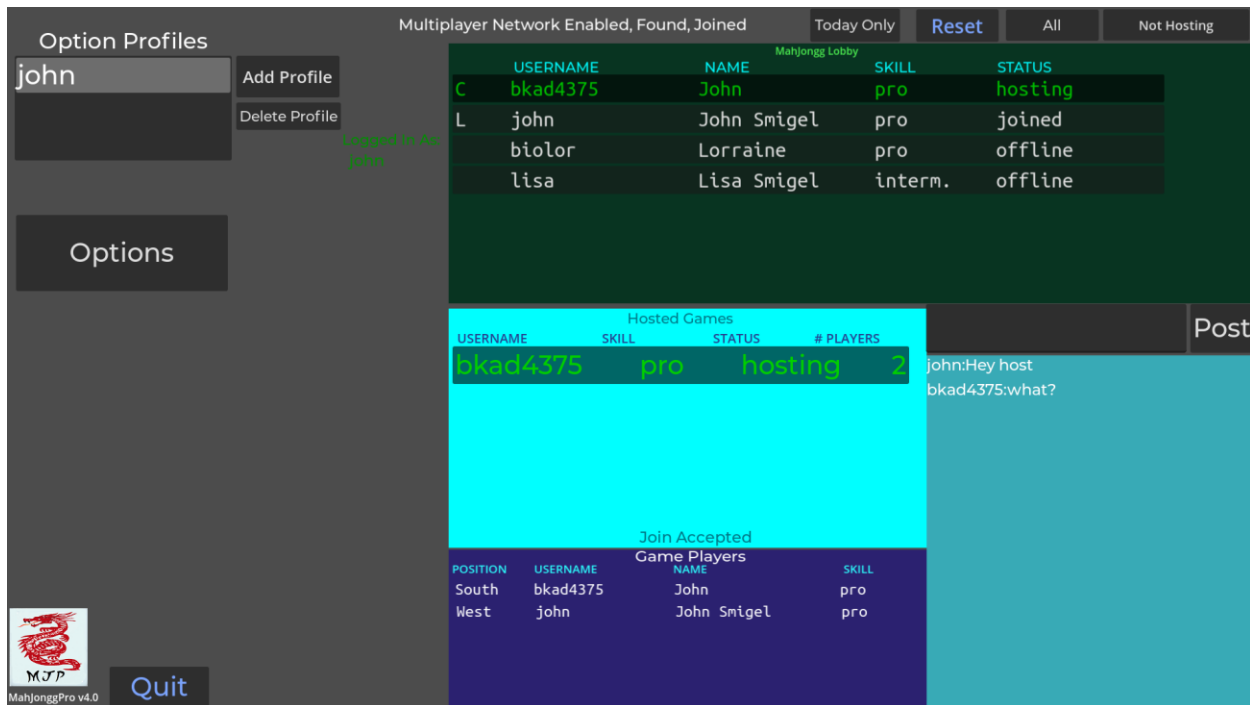 Multiplayer Network Enabled, Found, Joined Today Only Reset All Not Hosting
Option Profiles
john
Add Profile
Delete Profile
Logged In As:
john
Options
Mahjongg Lobby
USERNAME NAME SKILL STATUS
C bkad4375 John pro hosting
L john John Smigel pro joined
biolor Lorraine pro offline
lisa Lisa Smigel interm. offline
Hosted Games
USERNAME SKILL STATUS # PLAYERS
bkad4375 pro hosting 2
Join Accepted
Post
john:Hey host
bkad4375:what?
Game Players
POSITION USERNAME NAME SKILL
South bkad4375 John pro
West john John Smigel pro
MJP
MahJonggPro v4.0
Quit